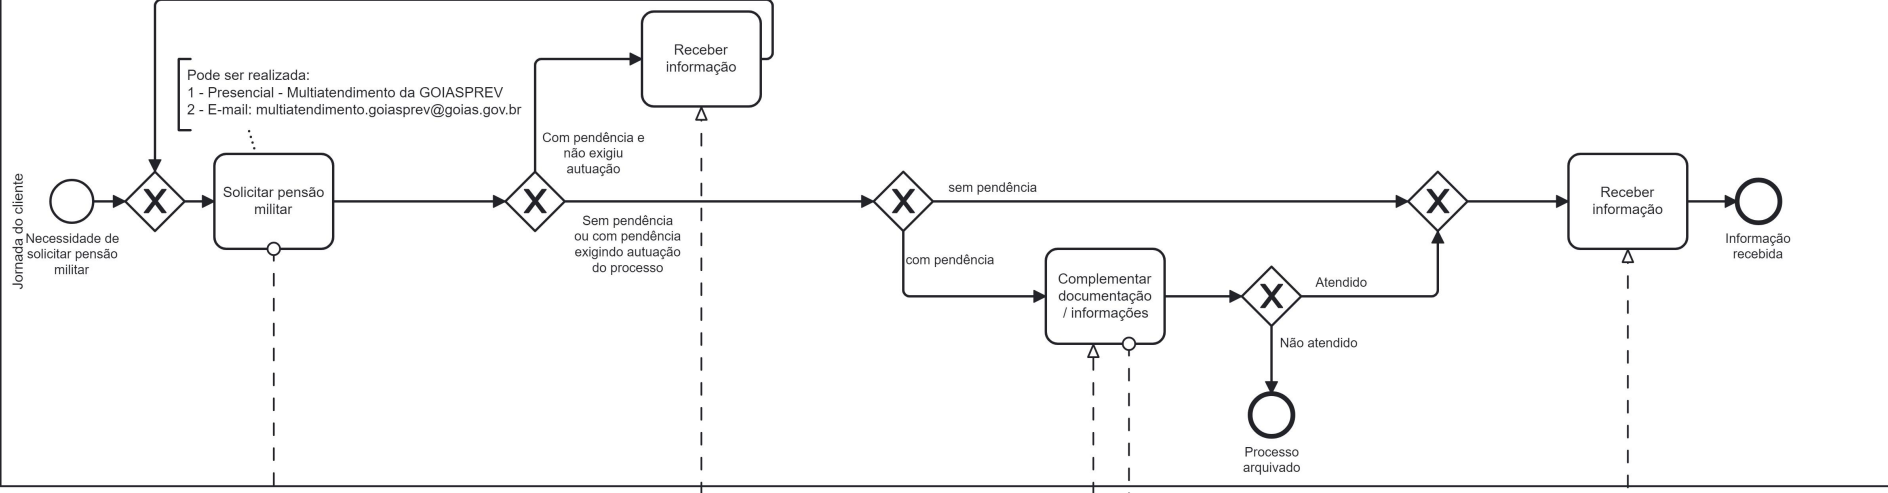 Jornada do cliente
Necessidade de
solicitar pensão
militar
Pode ser realizada:
1 - Presencial - Multiatendimento da GOIASPREV
2 - E-mail: multiatendimento.goiasprev@goias.gov.br
X
Solicitar pensão
militar
X
Com pendência e
não exigiu
autuação
Receber
informação
Sem pendência
ou com pendência
exigindo autuação
do processo
X
sem pendência
com pendência
Complementar
documentação
/ informações
X
Atendido
Não atendido
Processo
arquivado
X
Receber
informação
Informação
recebida